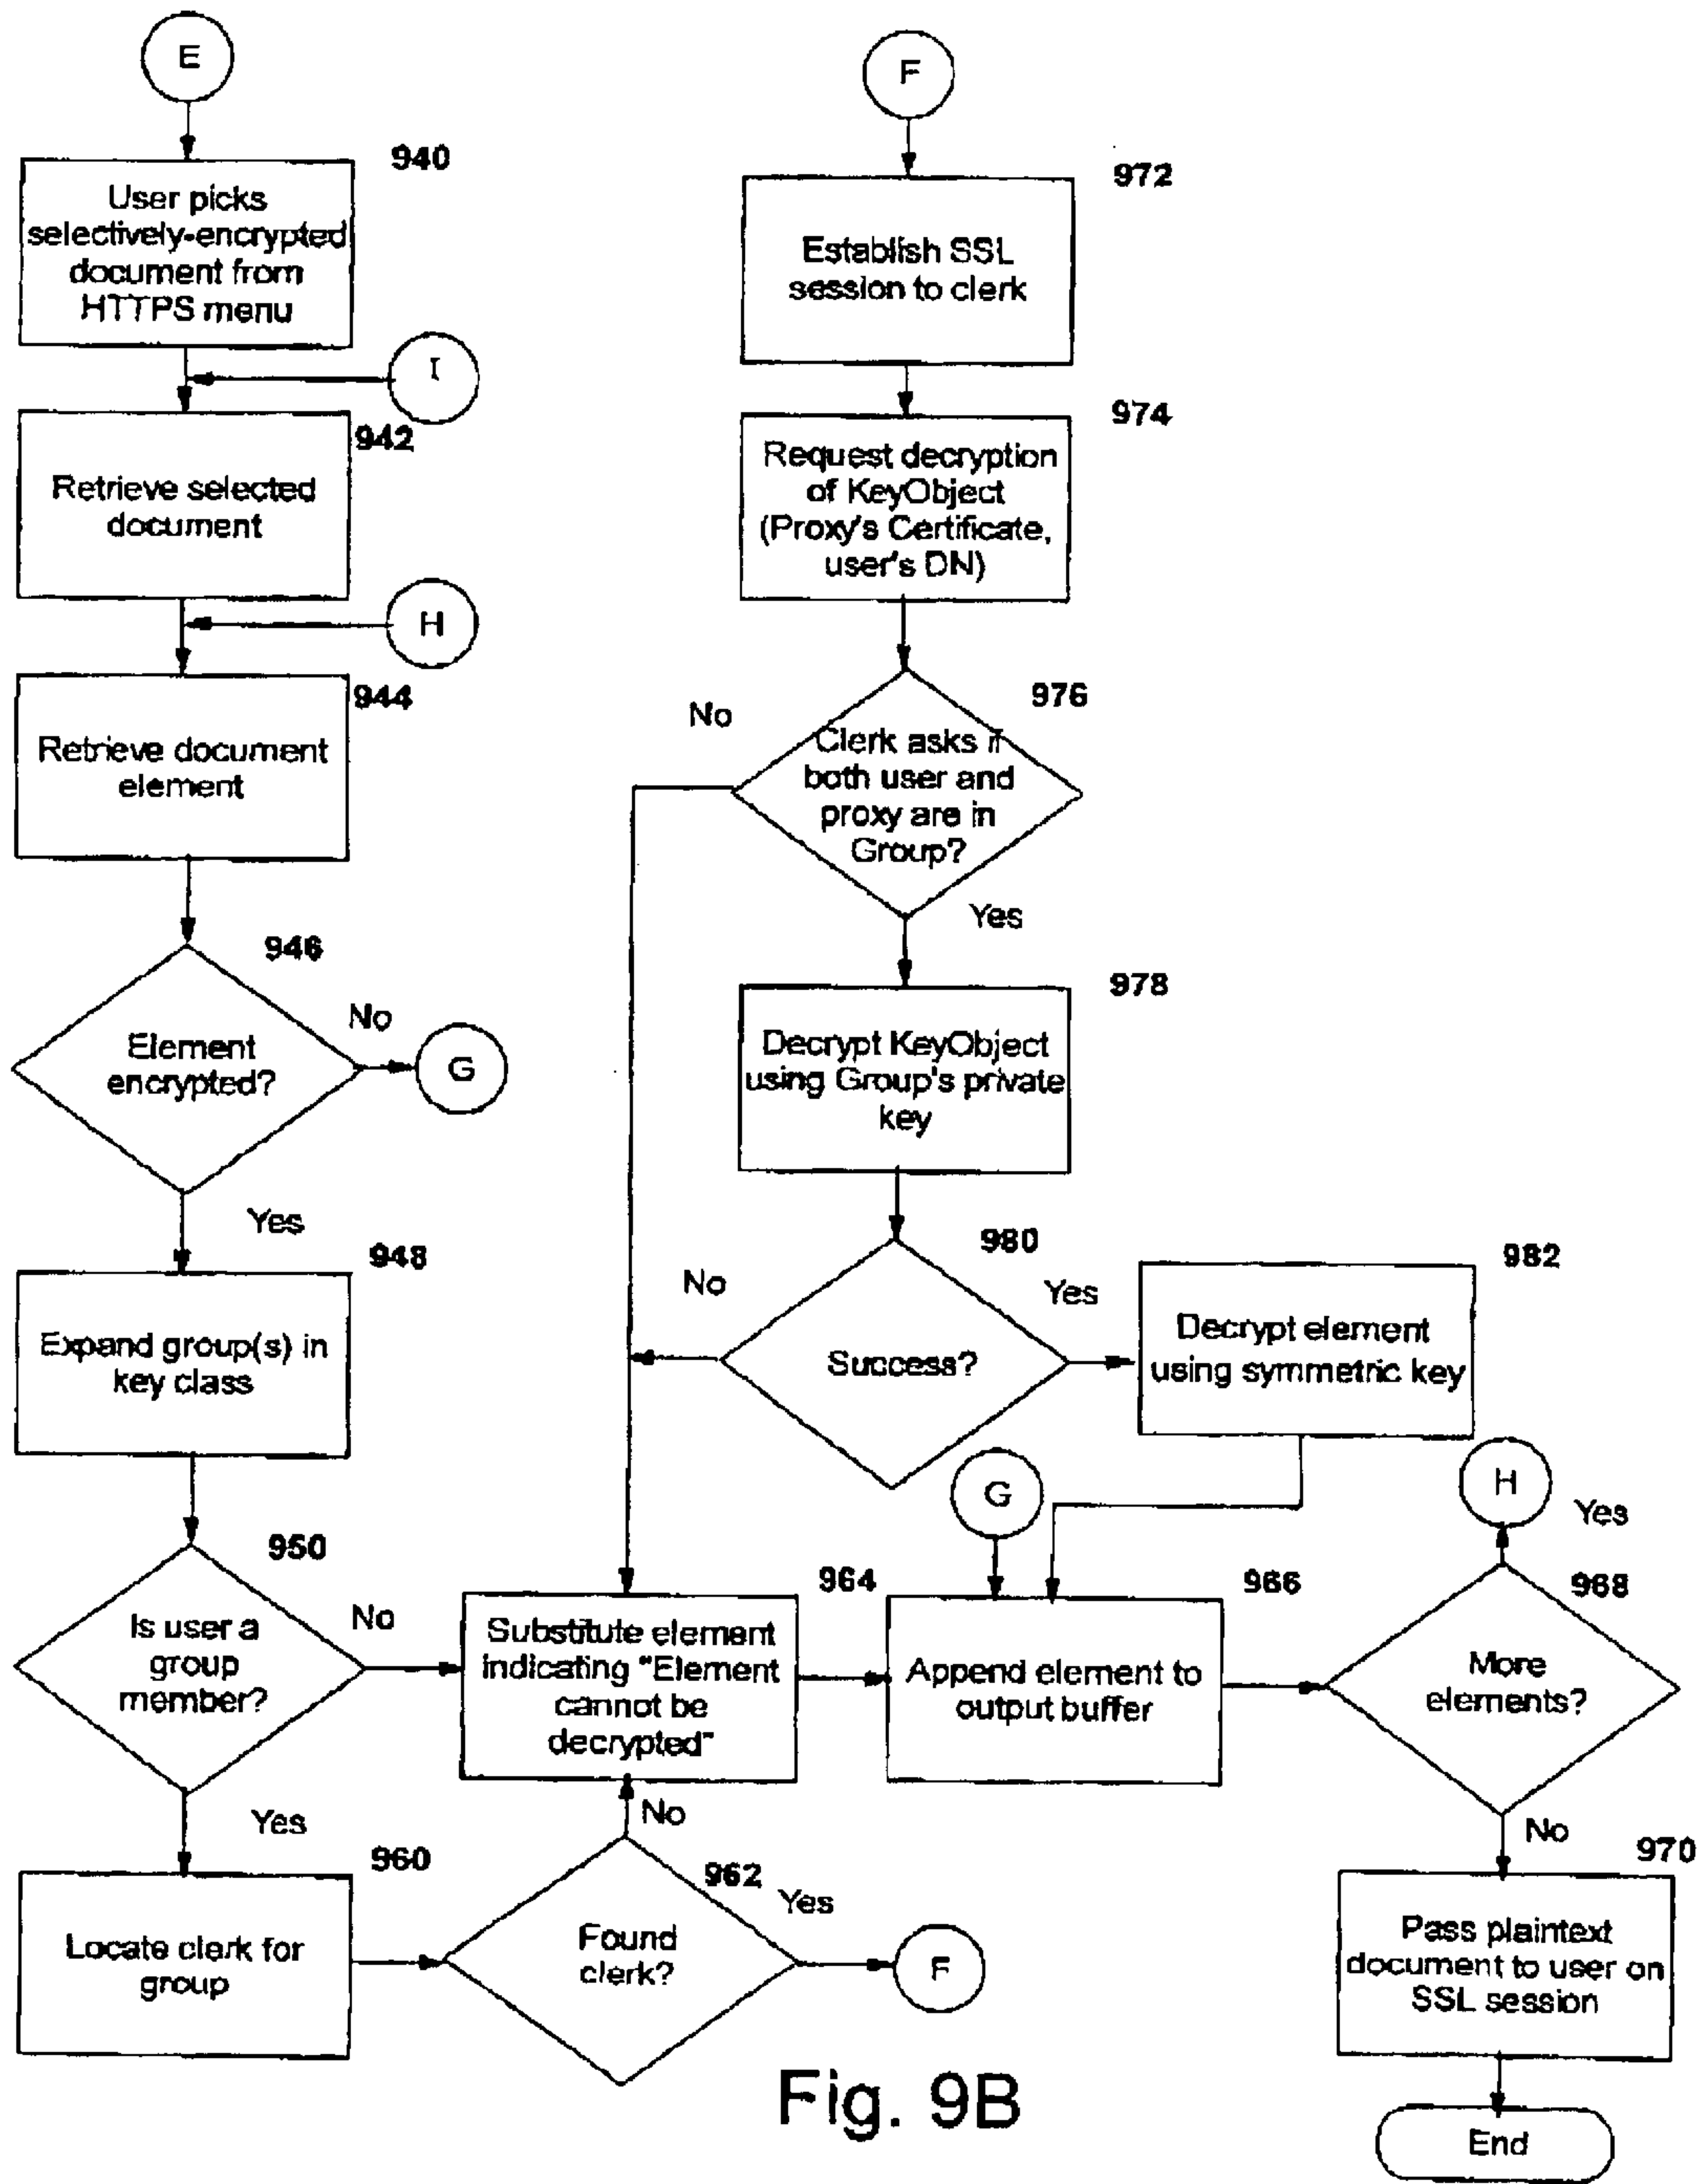 E
940
User picks
selectively-encrypted
document from
HTTPS menu
I
942
Retrieve selected
document
H
944
Retrieve document
element
946
Element
encrypted?
No
G
Yes
948
Expand group(s) in
key class
950
Is user a
group
member?
No
Yes
960
Locate clerk for
group
962
Found
clerk?
No
Yes
F
F
972
Establish SSL
session to clerk
974
Request decryption
of KeyObject
(Proxy's Certificate,
user's DN)
976
Clerk asks if
both user and
proxy are in
Group?
No
Yes
978
Decrypt KeyObject
using Group's private
key
980
Success?
No
Yes
982
Decrypt element
using symmetric key
964
Substitute element
indicating "Element
cannot be
decrypted"
G
966
Append element to
output buffer
H
Yes
968
More
elements?
No
970
Pass plaintext
document to user on
SSL session
End
Fig. 9B